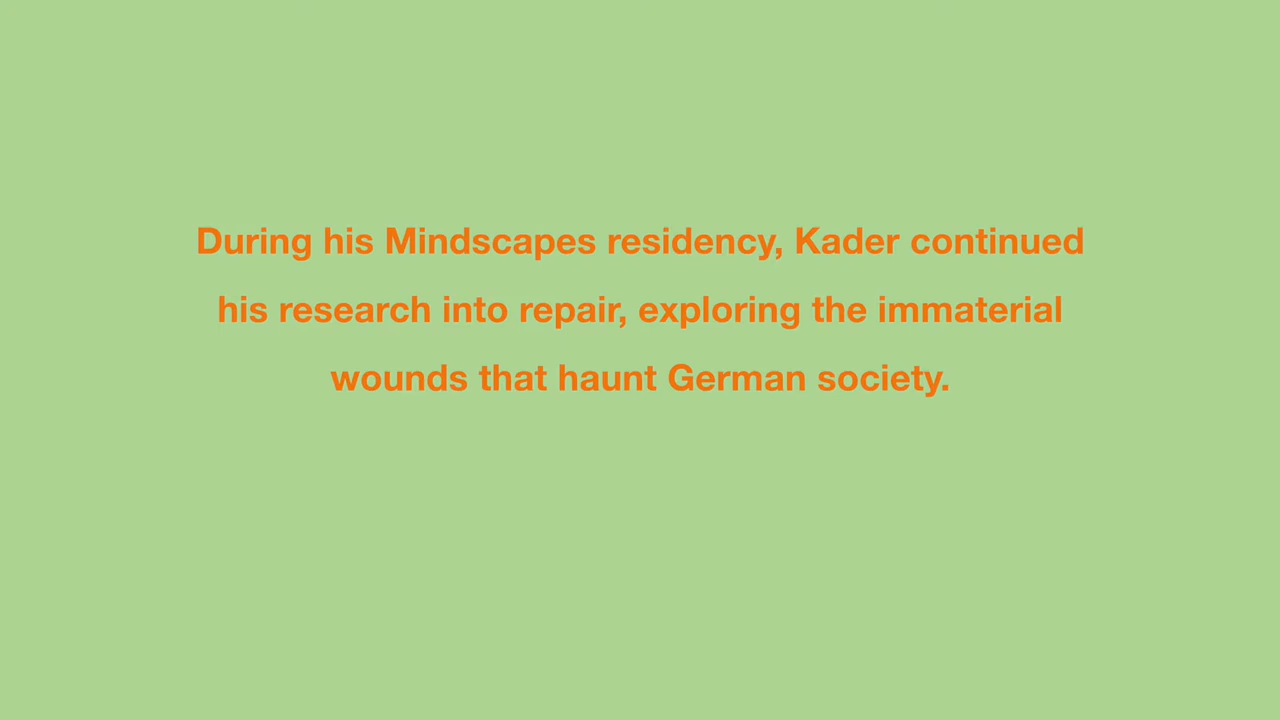 During his Mindscapes residency, Kader continued
his research into repair, exploring the immaterial
wounds that haunt German society.